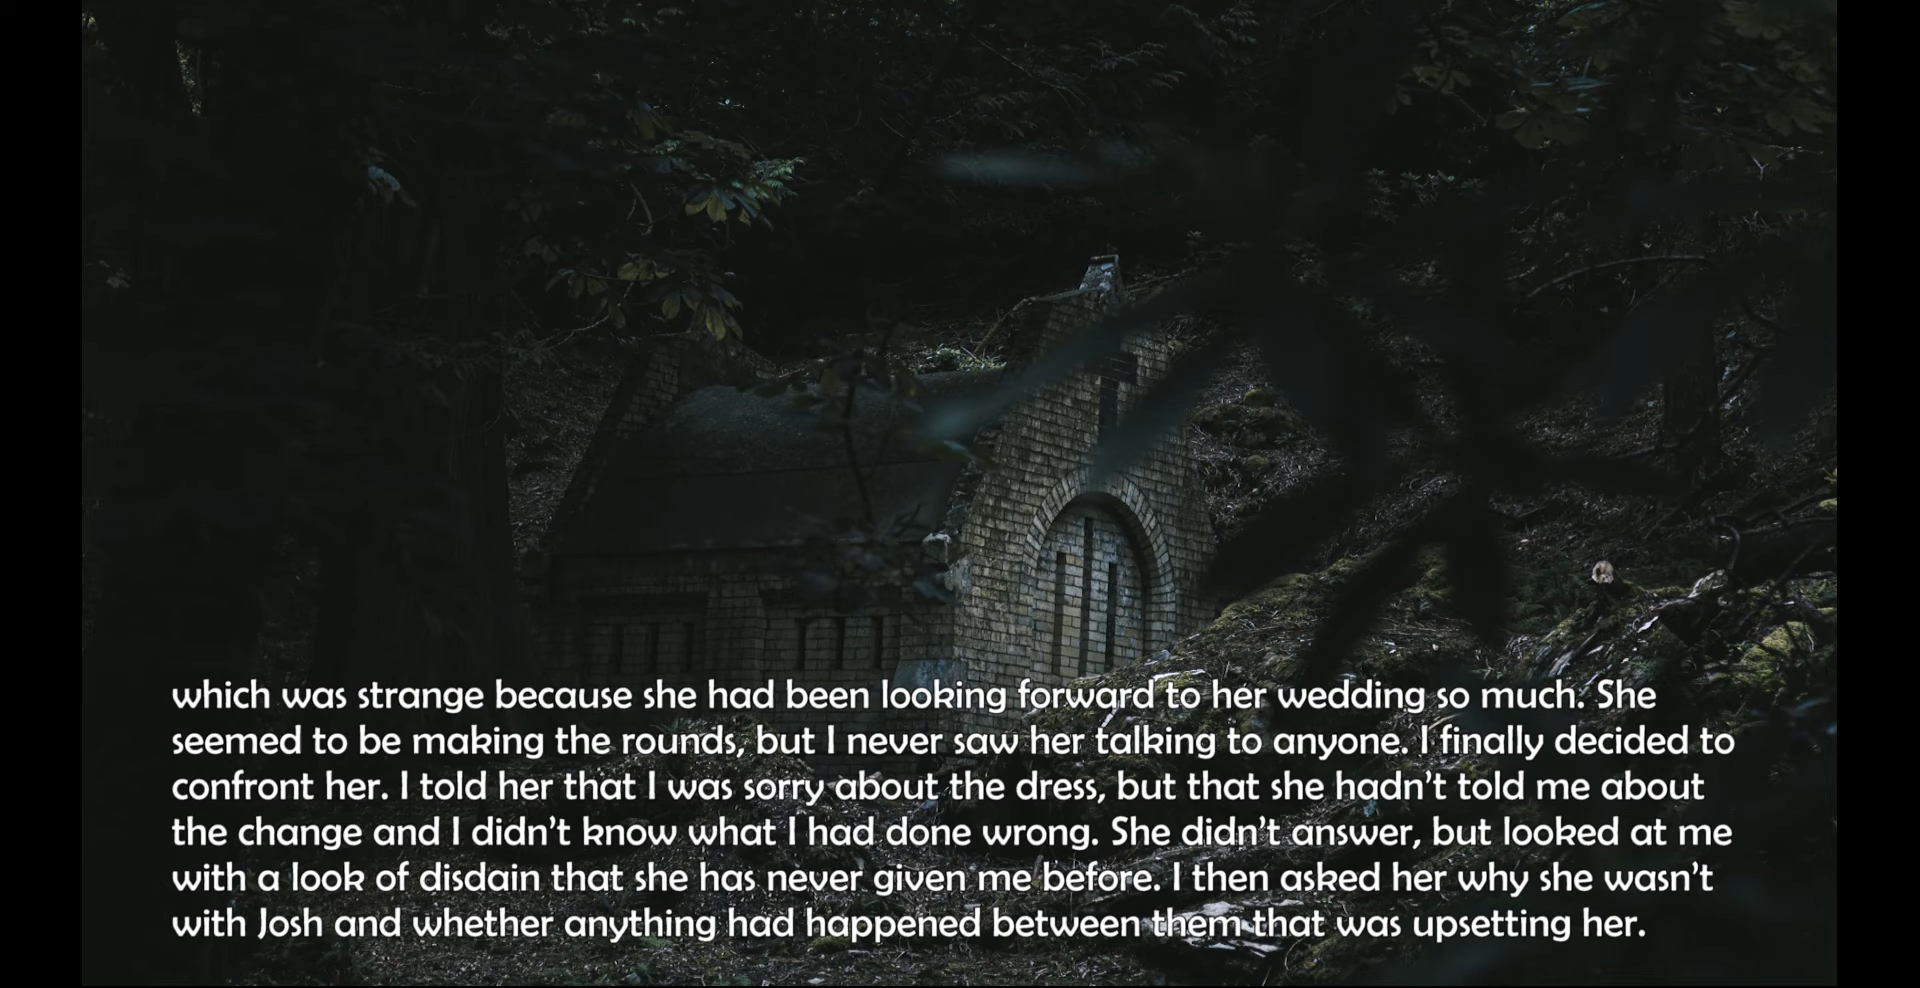 which was strange because she had been looking forward to her wedding so much. She
seemed to be making the rounds, but I never saw her talking to anyone. I finally decided to
confront her. I told her that I was sorry about the dress, but that she hadn’t told me about
the change and I didn’t know what I had done wrong. She didn’t answer, but looked at me
with a look of disdain that she has never given me before. I then asked her why she wasn’t
with Josh and whether anything had happened between them that was upsetting her.